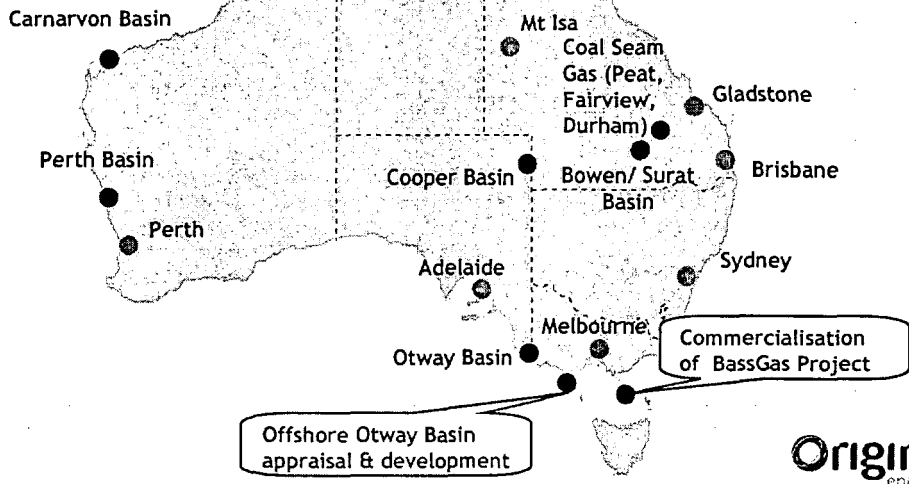 Carnarvon Basin
Mt Isa
Coal Seam
Gas (Peat,
Fairview,
Durham)
Gladstone
Perth Basin
Cooper Basin
Bowen/ Surat
Basin
Brisbane
Perth
Adelaide
Sydney
Melbourne
Otway Basin
Commercialisation
of BassGas Project
Offshore Otway Basin
appraisal & development